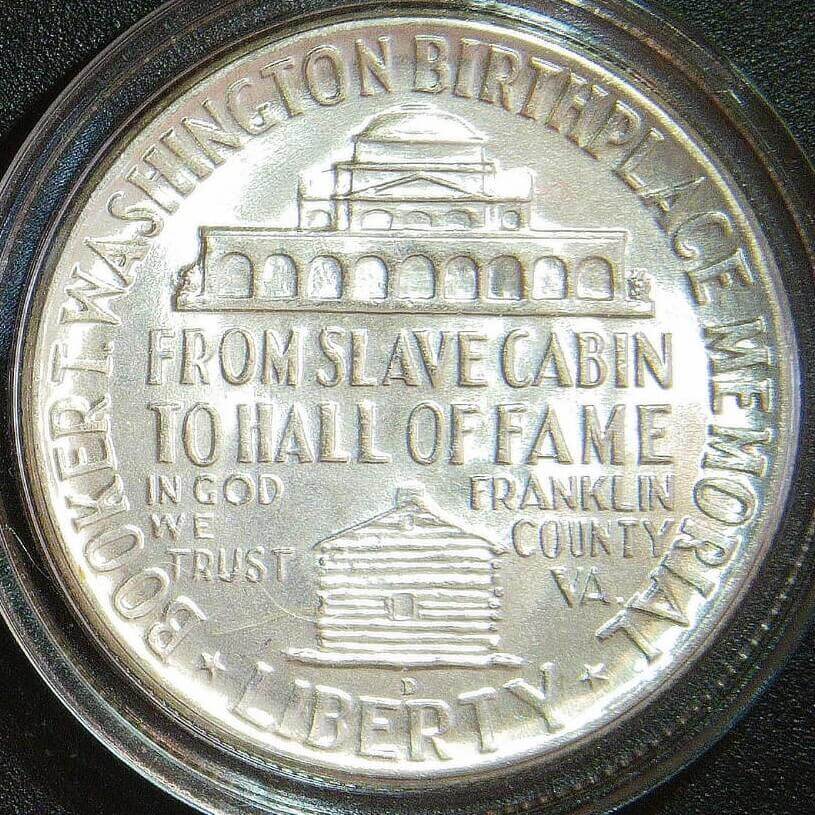 BOOKER T. WASHINGTON BIRTHPLACE MEMORIAL
FROM SLAVE CABIN
TO HALL OF FAME
IN GOD
WE
TRUST
FRANKLIN
COUNTY
VA.
D
LIBERTY